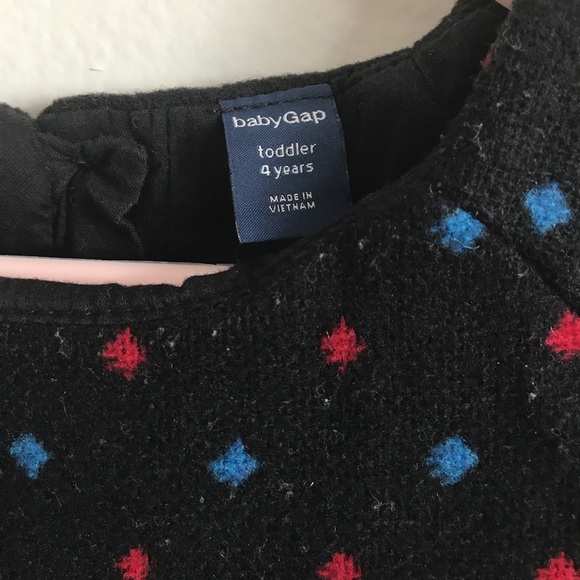 babyGap
toddler
4 years
MADE IN
VIETNAM